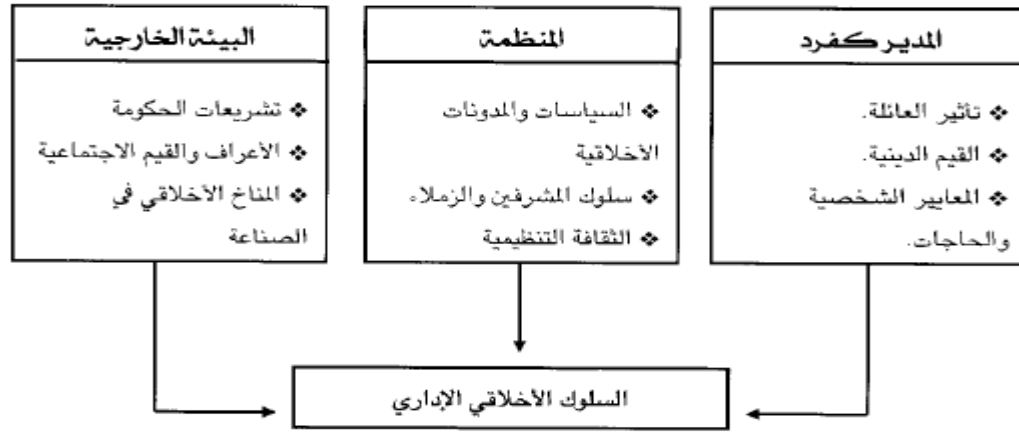 المدير كفرد
❖ تأثير العائلة.
❖ القيم الدينية.
❖ المعايير الشخصية
والحاجات.
المنظمة
❖ السياسات والمدونات
الأخلاقية
❖ سلوك المشرفين والزملاء
❖ الثقافة التنظيمية
البيئة الخارجية
❖ تشريعات الحكومة
❖ الأعراف والقيم الاجتماعية
❖ المناخ الأخلاقي في
الصناعة
السلوك الأخلاقي الإداري